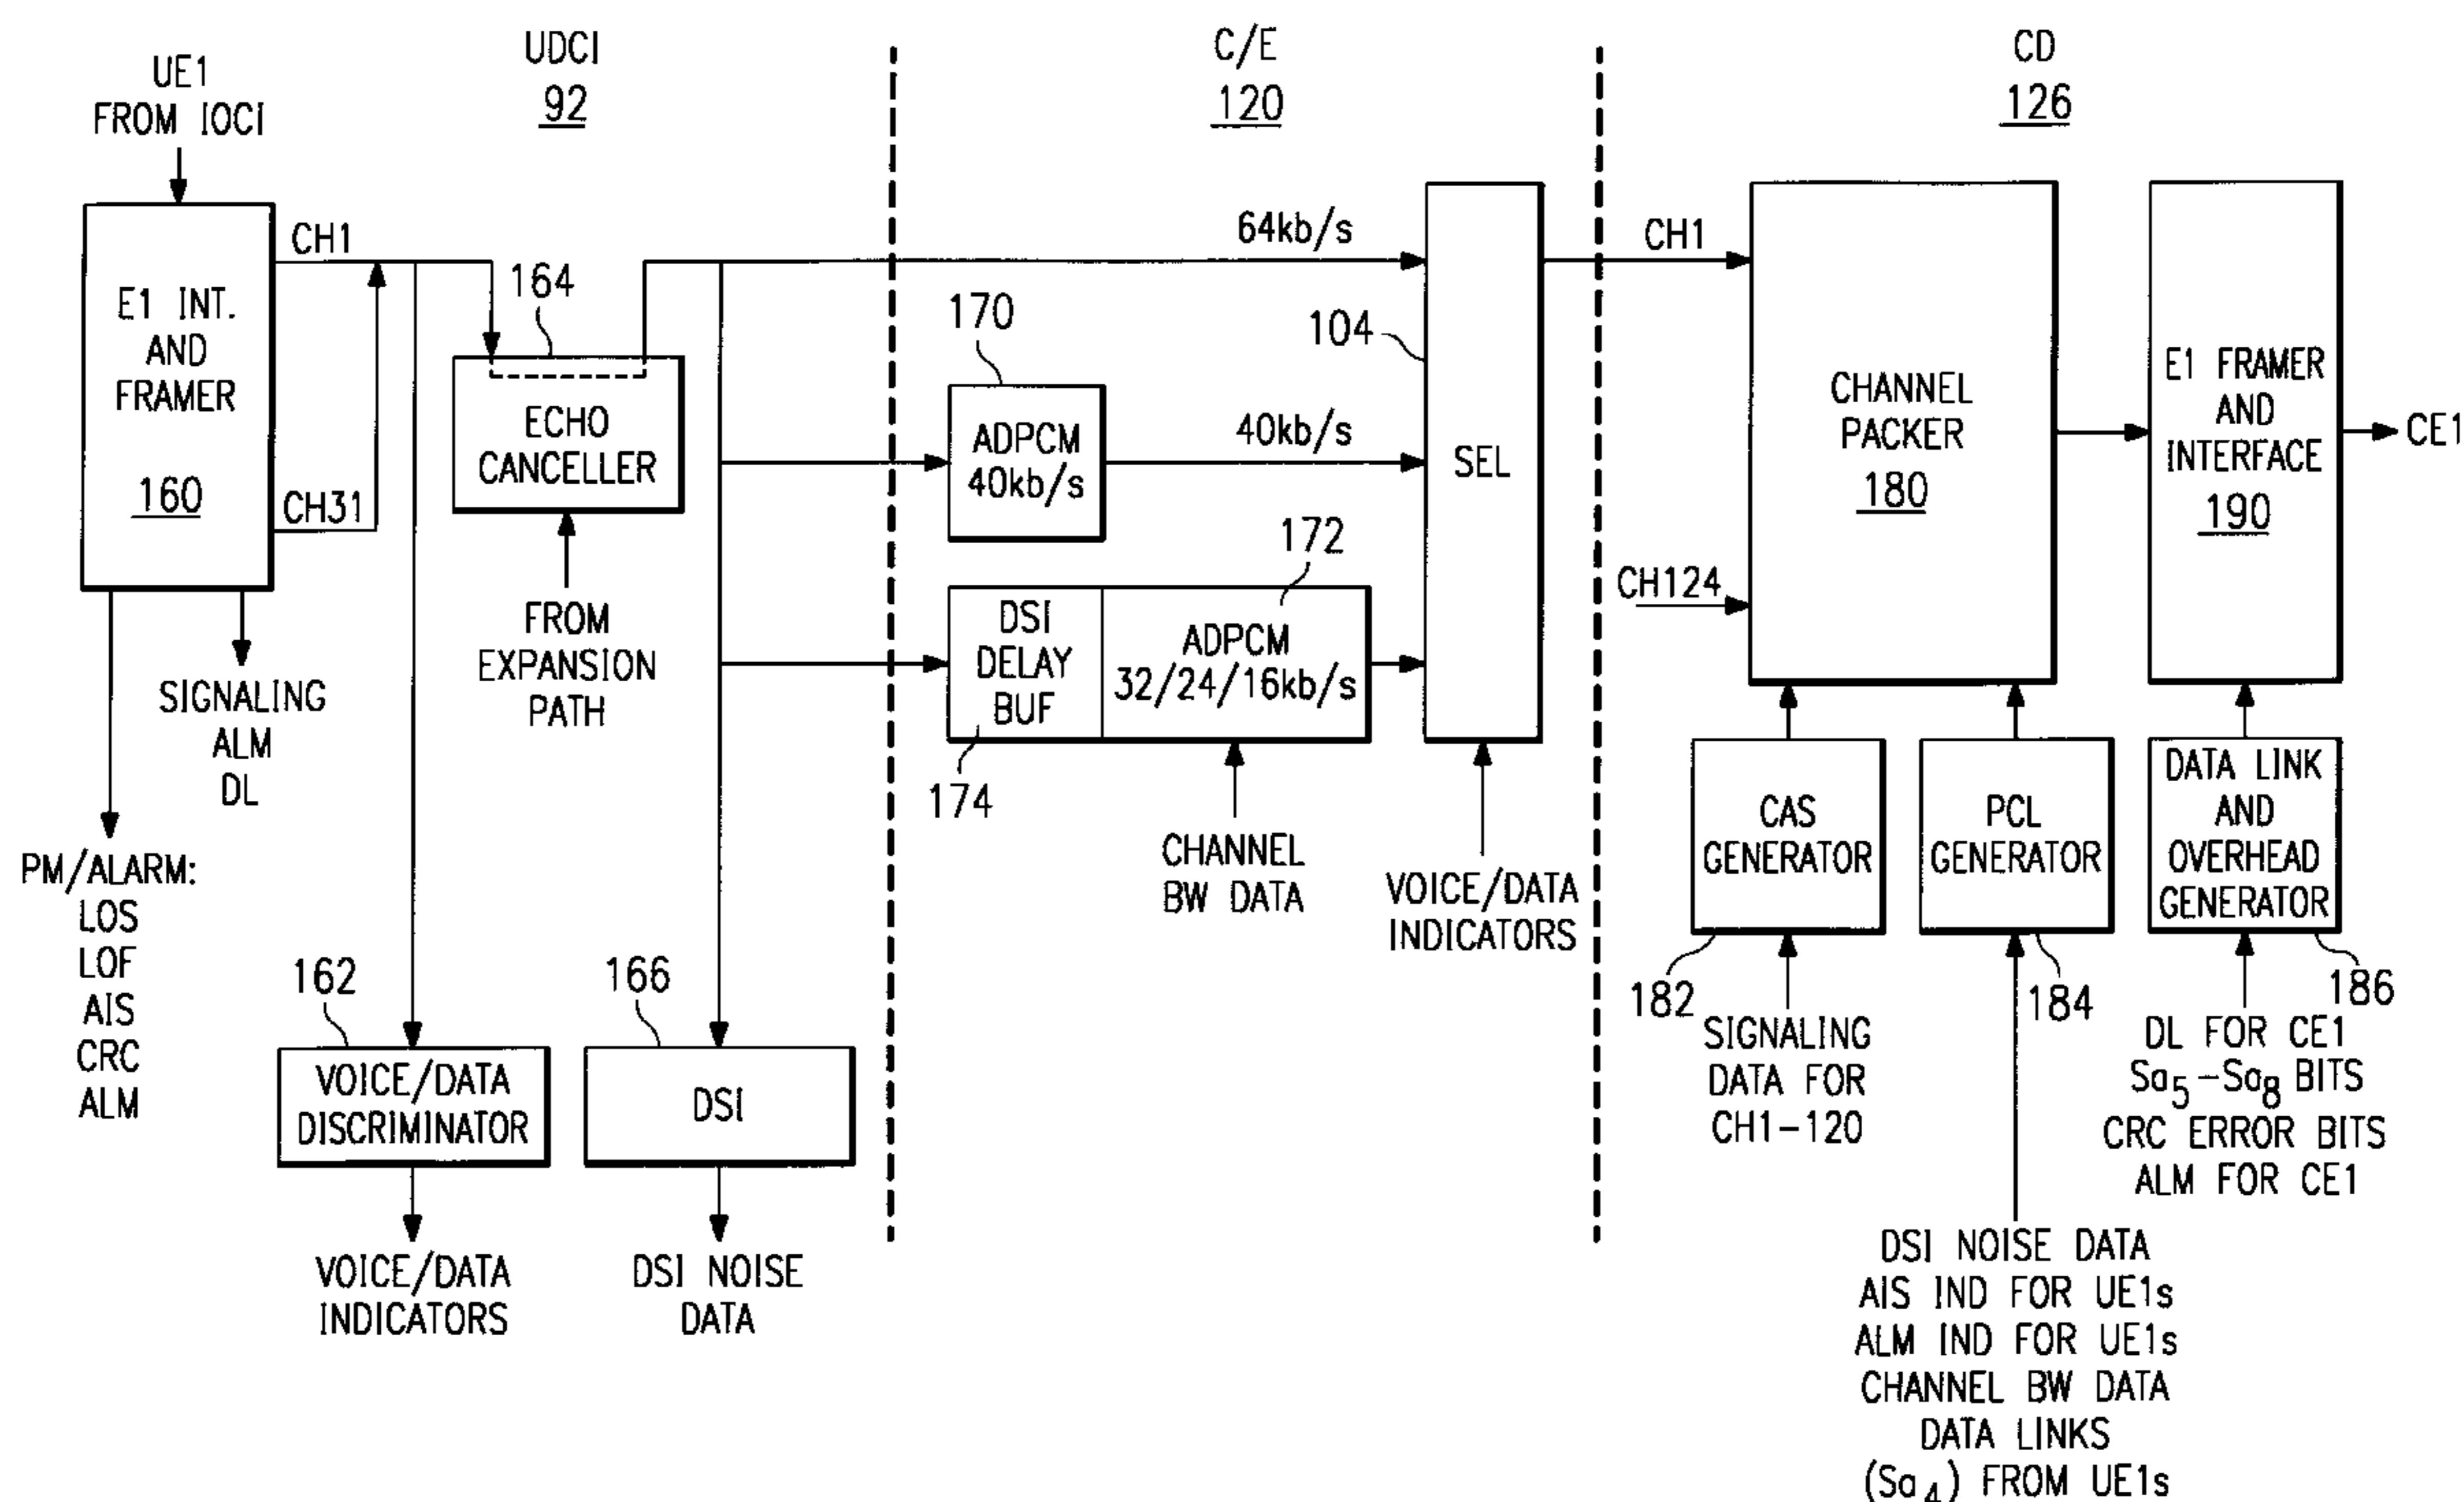 UE1
FROM IOCI
UDCI
92
C/E
120
CD
126
E1 INT.
AND
FRAMER
160
CH1
CH31
164
ECHO
CANCELLER
FROM
EXPANSION
PATH
SIGNALING
ALM
DL
PM/ALARM:
LOS
LOF
AIS
CRC
ALM
162
VOICE/DATA
DISCRIMINATOR
VOICE/DATA
INDICATORS
166
DSI
DSI NOISE
DATA
64kb/s
170
ADPCM
40kb/s
40kb/s
104
SEL
172
DSI
DELAY
BUF
ADPCM
32/24/16kb/s
174
CHANNEL
BW DATA
VOICE/DATA
INDICATORS
CH1
CH124
CHANNEL
PACKER
180
E1 FRAMER
AND
INTERFACE
190
CE1
CAS
GENERATOR
PCL
GENERATOR
DATA LINK
AND
OVERHEAD
GENERATOR
182
184
186
SIGNALING
DATA FOR
CH1-120
DL FOR CE1
Sa5-Sa8 BITS
CRC ERROR BITS
ALM FOR CE1
DSI NOISE DATA
AIS IND FOR UE1s
ALM IND FOR UE1s
CHANNEL BW DATA
DATA LINKS
(Sa4) FROM UE1s